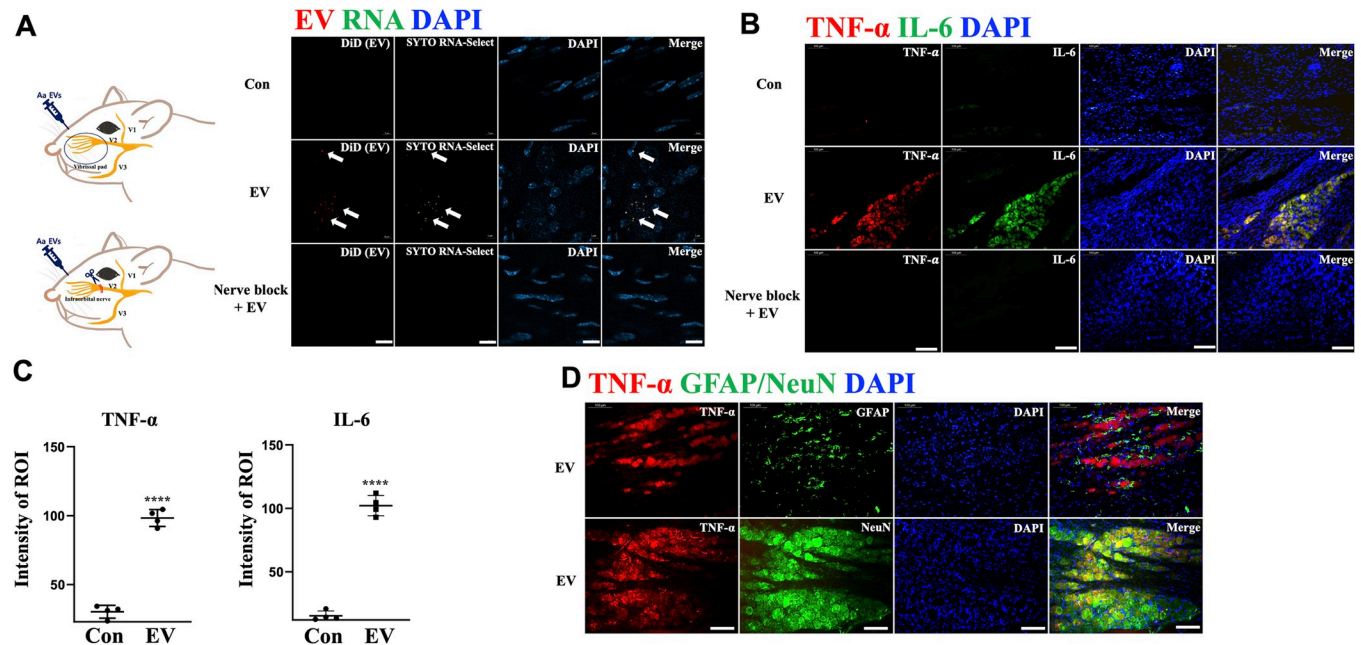 A
EV RNA DAPI
Aa EVs
V1
V2
V3
Vibrissal pad
Aa EVs
V1
V2
V3
Infraorbital nerve
DiD (EV) SYTO RNA-Select DAPI Merge
Con
DiD (EV) SYTO RNA-Select DAPI Merge
EV
DiD (EV) SYTO RNA-Select DAPI Merge
Nerve block
+ EV
B
TNF-α IL-6 DAPI
TNF-α IL-6 DAPI Merge
Con
TNF-α IL-6 DAPI Merge
EV
TNF-α IL-6 DAPI Merge
Nerve block
+ EV
C
TNF-α
Intensity of ROI
150
100
50
****
Con EV
IL-6
Intensity of ROI
150
100
50
****
Con EV
D
TNF-α GFAP/NeuN DAPI
TNF-α GFAP DAPI Merge
EV
TNF-α NeuN DAPI Merge
EV